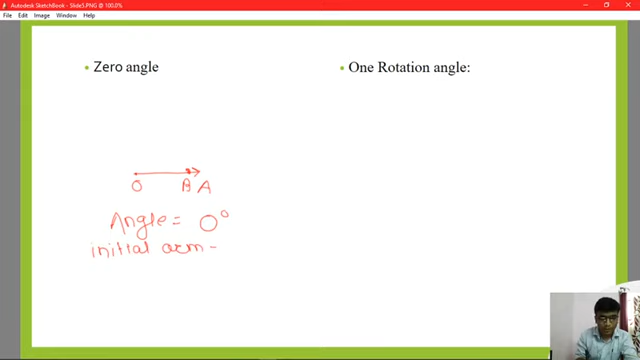 Autodesk SketchBook - Slide3.PNG @ 100.0%
File Edit Image Window Help
• Zero angle
• One Rotation angle:
O B A
Angle = 0°
initial arm -